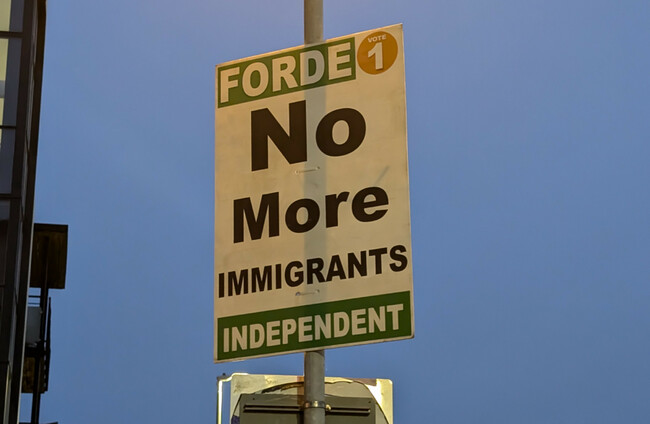 FORDE
VOTE
1
No
More
IMMIGRANTS
INDEPENDENT